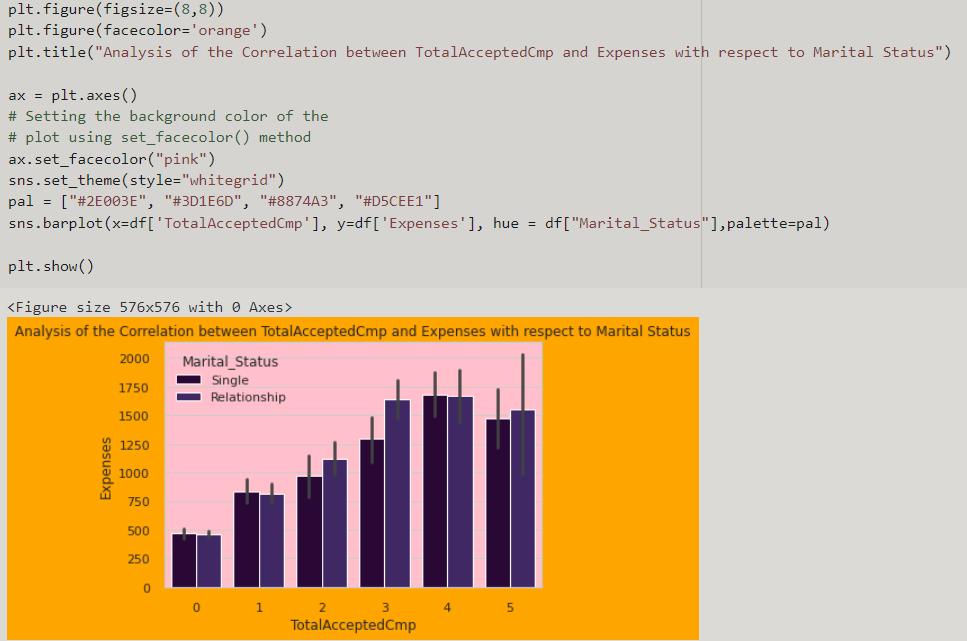 plt.figure(figsize=(8,8))
plt.figure(facecolor='orange')
plt.title("Analysis of the Correlation between TotalAcceptedCmp and Expenses with respect to Marital Status")
ax = plt.axes()
# Setting the background color of the
# plot using set_facecolor() method
ax.set_facecolor("pink")
sns.set_theme(style="whitegrid")
pal = ["#2E003E", "#3D1E6D", "#8874A3", "#D5CEE1"]
sns.barplot(x=df['TotalAcceptedCmp'], y=df['Expenses'], hue = df["Marital_Status"],palette=pal)
plt.show()
<Figure size 576x576 with 0 Axes>
Analysis of the Correlation between TotalAcceptedCmp and Expenses with respect to Marital Status
Marital_Status
Single
Relationship
2000
1750
1500
1250
1000
750
500
250
0
Expenses
0 1 2 3 4 5
TotalAcceptedCmp